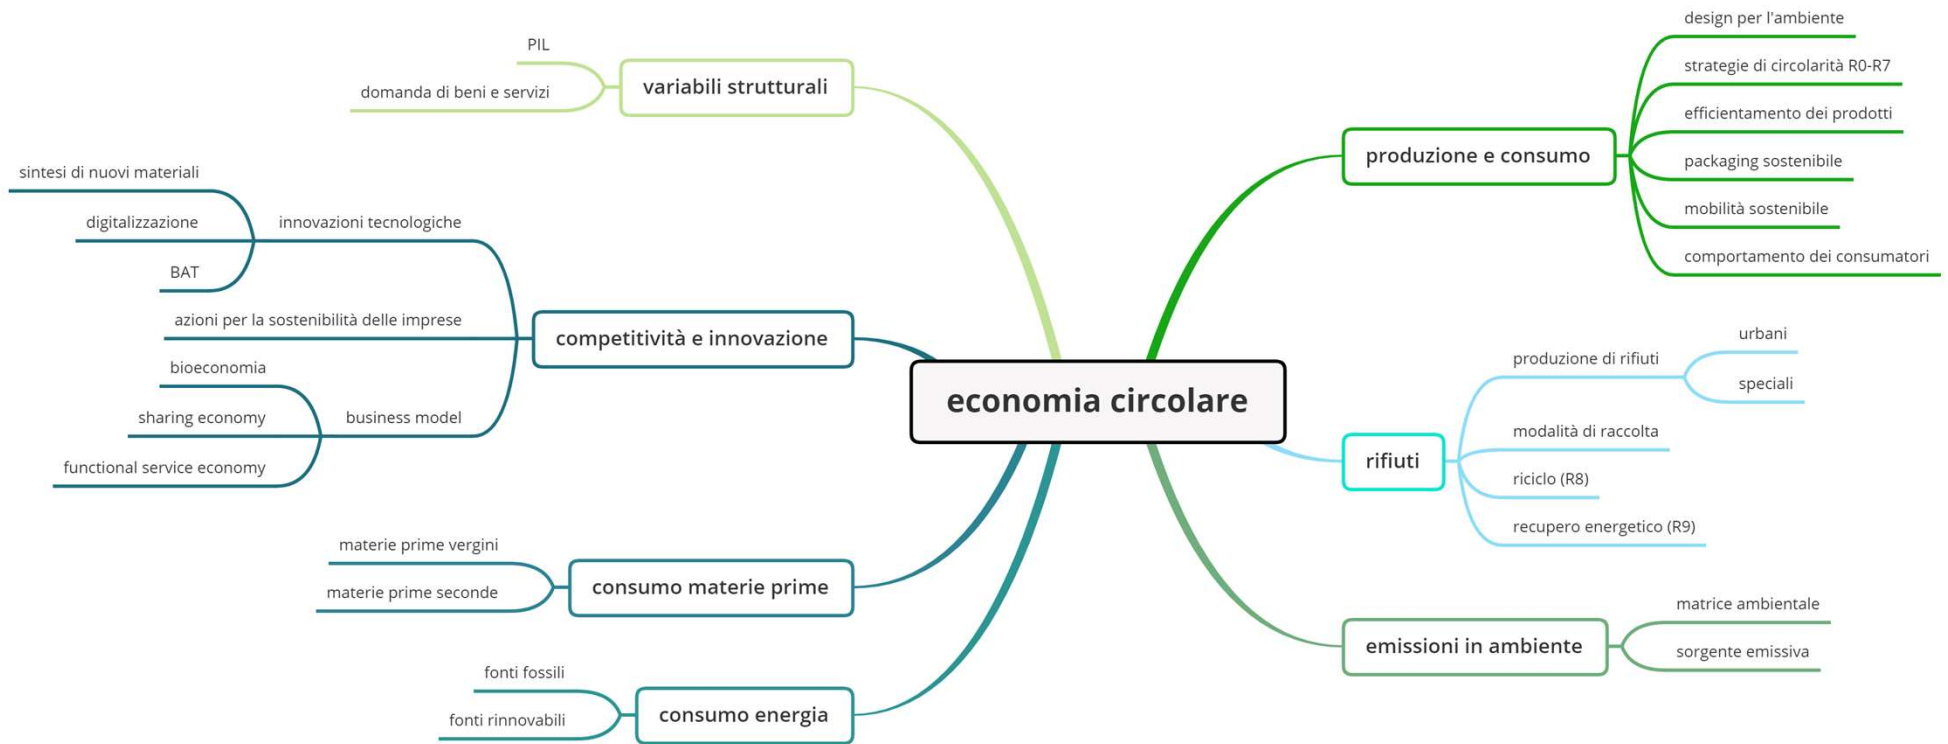 economia circolare
variabili strutturali
PIL
domanda di beni e servizi
competitività e innovazione
innovazioni tecnologiche
sintesi di nuovi materiali
digitalizzazione
BAT
azioni per la sostenibilità delle imprese
business model
bioeconomia
sharing economy
functional service economy
consumo materie prime
materie prime vergini
materie prime seconde
consumo energia
fonti fossili
fonti rinnovabili
produzione e consumo
design per l'ambiente
strategie di circolarità R0-R7
efficientamento dei prodotti
packaging sostenibile
mobilità sostenibile
comportamento dei consumatori
rifiuti
produzione di rifiuti
urbani
speciali
modalità di raccolta
riciclo (R8)
recupero energetico (R9)
emissioni in ambiente
matrice ambientale
sorgente emissiva